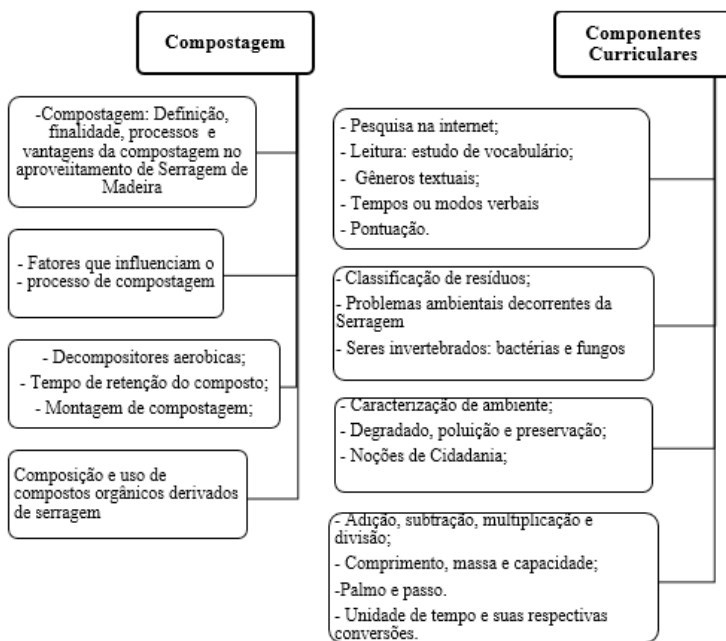 Compostagem
-Compostagem: Definição,
finalidade, processos e
vantagens da compostagem no
aproveiitamento de Serragem de
Madeira
- Fatores que influenciam o
- processo de compostagem
- Decompositores aerobicas;
- Tempo de retenção do composto;
- Montagem de compostagem;
Composição e uso de
compostos orgânicos derivados
de serragem
Componentes
Curriculares
- Pesquisa na internet;
- Leitura: estudo de vocabulário;
- Gêneros textuais;
- Tempos ou modos verbais
- Pontuação.
- Classificação de resíduos;
- Problemas ambientais decorrentes da
Serragem
- Seres invertebrados: bactérias e fungos
- Caracterização de ambiente;
- Degradado, poluição e preservação;
- Noções de Cidadania;
- Adição, subtração, multiplicação e
divisão;
- Comprimento, massa e capacidade;
-Palmo e passo.
- Unidade de tempo e suas respectivas
conversões.